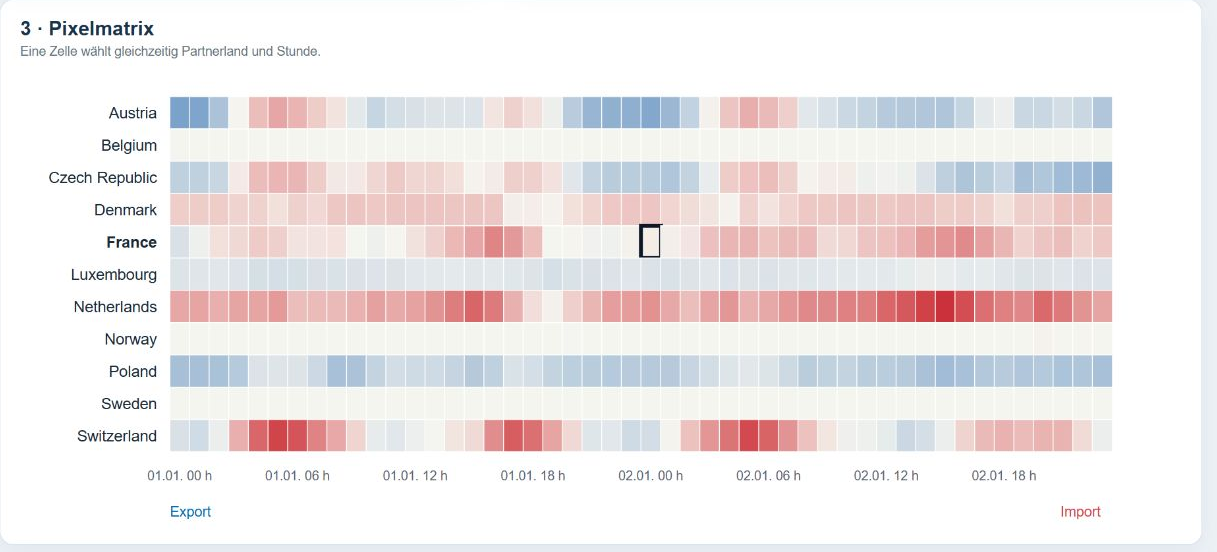 3 · Pixelmatrix
Eine Zelle wählt gleichzeitig Partnerland und Stunde.
Austria
Belgium
Czech Republic
Denmark
France
Luxembourg
Netherlands
Norway
Poland
Sweden
Switzerland
01.01. 00 h 01.01. 06 h 01.01. 12 h 01.01. 18 h 02.01. 00 h 02.01. 06 h 02.01. 12 h 02.01. 18 h
Export Import